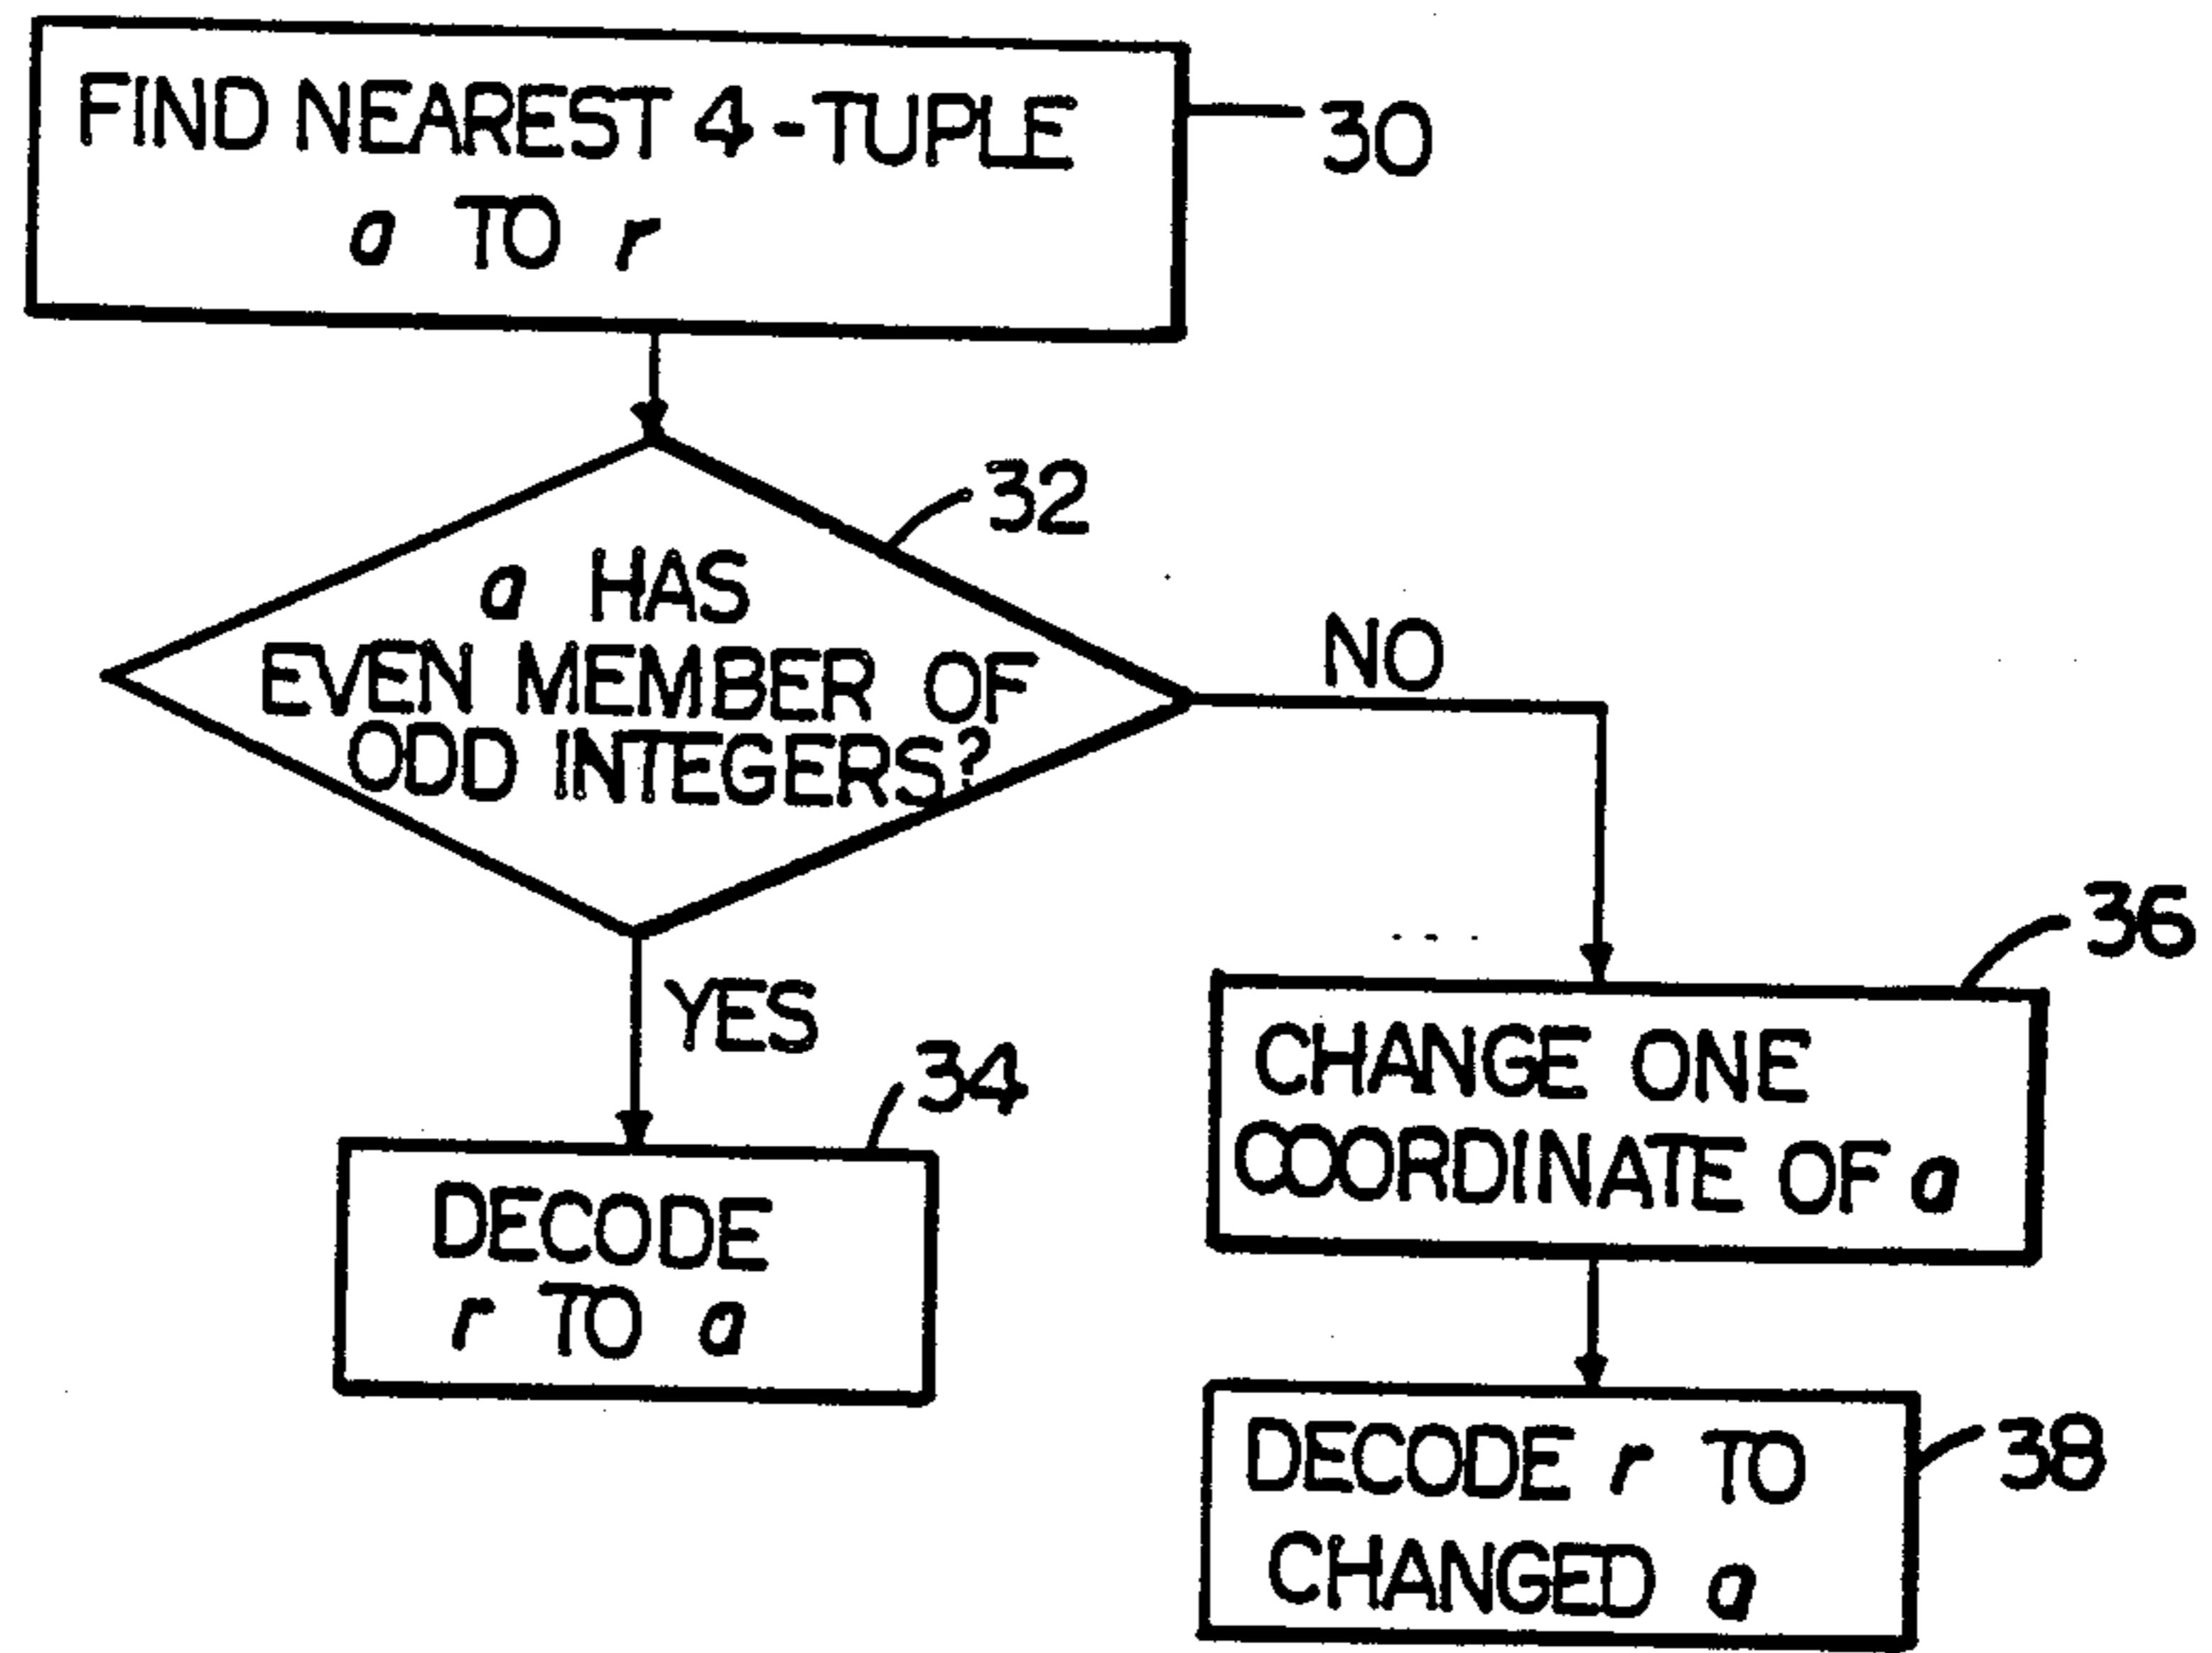 FIND NEAREST 4-TUPLE
a TO r
30
32
a HAS
EVEN MEMBER OF
ODD INTEGERS?
NO
YES
36
CHANGE ONE
COORDINATE OF a
34
DECODE
r TO a
DECODE r TO
CHANGED a
38